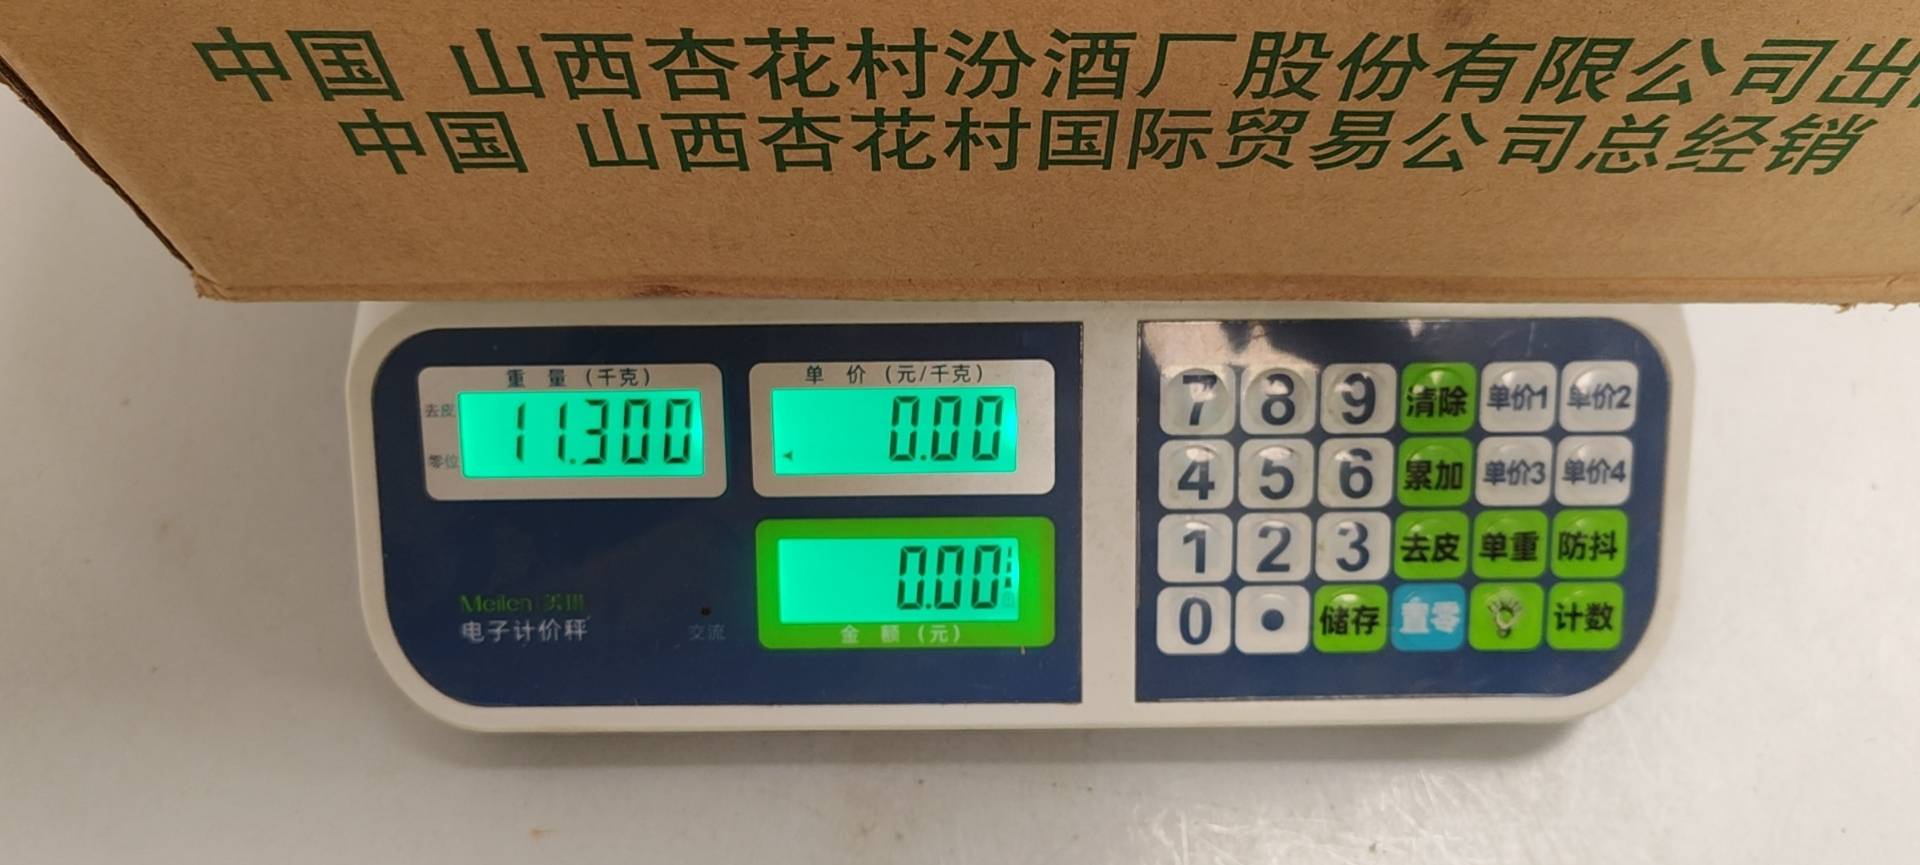 中国 山西杏花村汾酒厂股份有限公司出
中国 山西杏花村国际贸易公司总经销
重 量 (千克)
去皮
11.300
零位
单 价 (元/千克)
0.00
0.00
金 额 (元)
Meilen 美琳
电子计价秤
交流
7 8 9 清除 单价1 单价2
4 5 6 累加 单价3 单价4
1 2 3 去皮 单重 防抖
0 • 储存 置零 计数